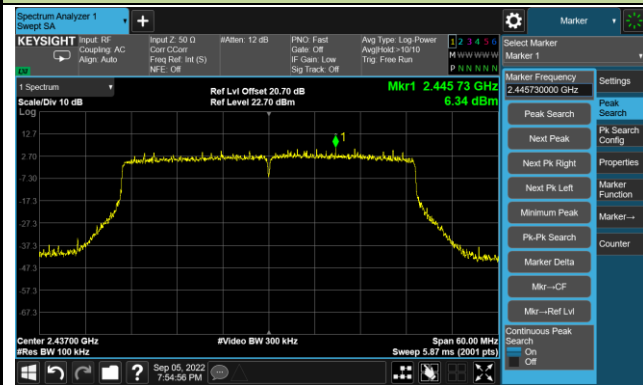 Spectrum Analyzer 1
Swept SA
Marker
KEYSIGHT
Input: RF
Coupling: AC
Align: Auto
Input Z: 50 Ω
Corr CCorr
Freq Ref: Int (S)
NFE: Off
#Atten: 12 dB
PNO: Fast
Gate: Off
IF Gain: Low
Sig Track: Off
Avg Type: Log-Power
Avg|Hold:>10/10
Trig: Free Run
1 2 3 4 5 6
M W W W W W
P N N N N N
LVI
Select Marker
Marker 1
1 Spectrum
Scale/Div 10 dB
Log
Ref Lvl Offset 20.70 dB
Ref Level 22.70 dBm
Mkr1 2.445 73 GHz
6.34 dBm
12.7
2.70
-7.30
-17.3
-27.3
-37.3
-47.3
-57.3
-67.3
1
Center 2.43700 GHz
#Res BW 100 kHz
#Video BW 300 kHz
Span 60.00 MHz
Sweep 5.87 ms (2001 pts)
Marker Frequency
2.445730000 GHz
Peak Search
Next Peak
Next Pk Right
Next Pk Left
Minimum Peak
Pk-Pk Search
Marker Delta
Mkr→CF
Mkr→Ref Lvl
Continuous Peak
Search
On
Off
Settings
Peak
Search
Pk Search
Config
Properties
Marker
Function
Marker→
Counter
Sep 05, 2022
7:54:56 PM